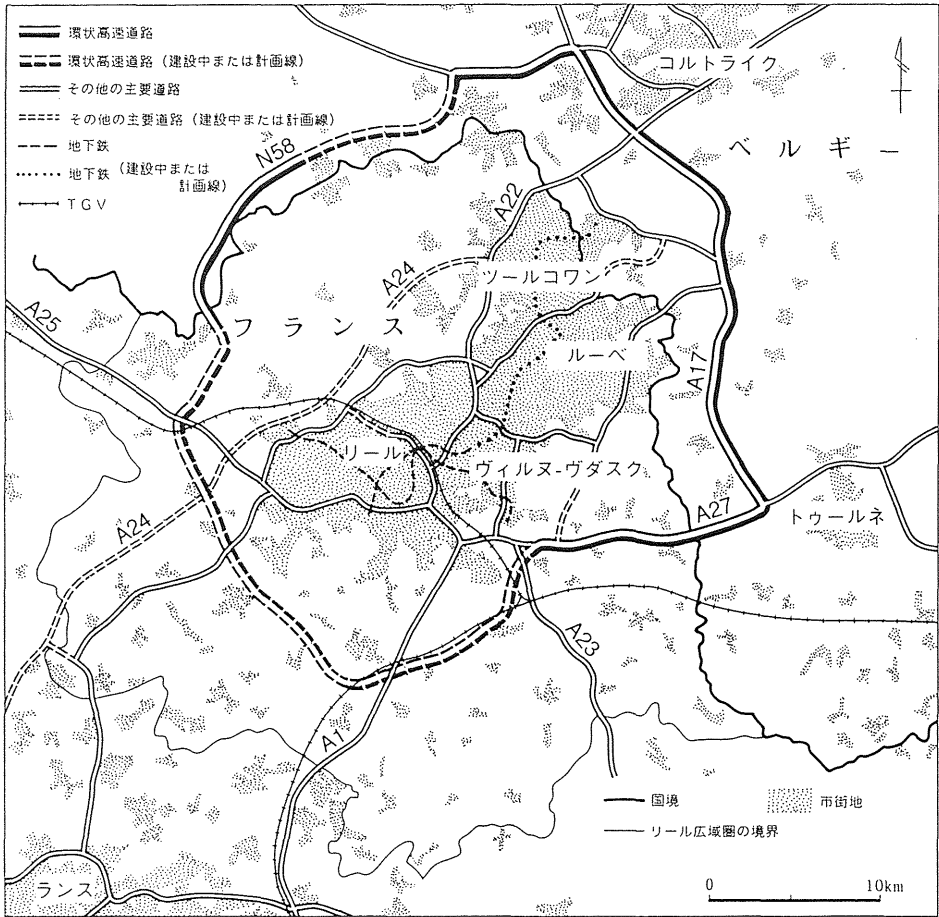 環状高速道路
環状高速道路（建設中または計画線）
その他の主要道路
その他の主要道路（建設中または計画線）
地下鉄
地下鉄（建設中または計画線）
TGV
コルトライク
ベルギー
N58
A22
A24
ツールコワン
A25
フランス
ルーベ
A17
リール
ヴィルヌ-ヴダスク
A27
トゥールネ
A24
A23
A1
国境
市街地
リール広域圏の境界
ランス
0 10km